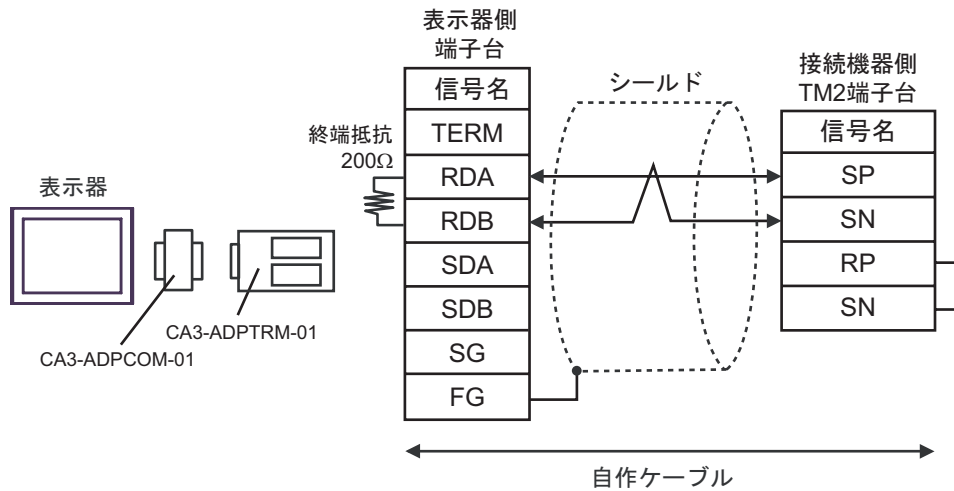 表示器
CA3-ADPCOM-01
CA3-ADPTRM-01
終端抵抗
200Ω
表示器側
端子台
信号名
TERM
RDA
RDB
SDA
SDB
SG
FG
シールド
接続機器側
TM2端子台
信号名
SP
SN
RP
SN
自作ケーブル